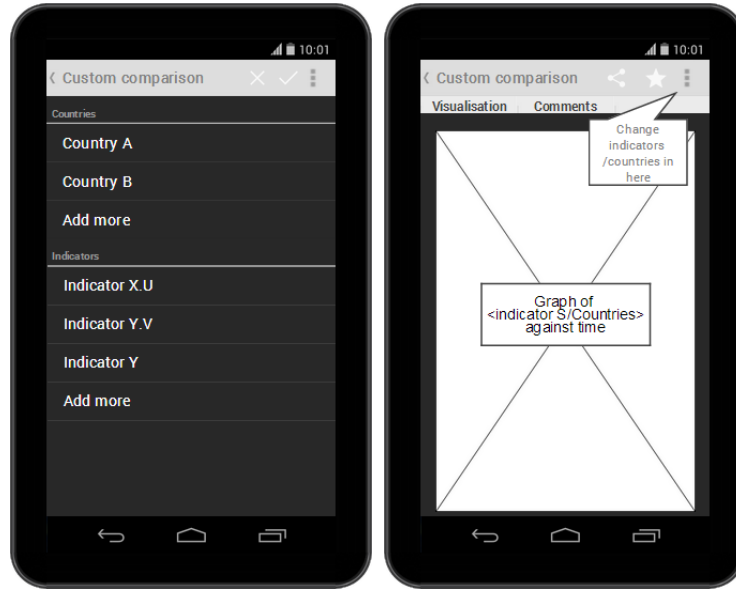 10:01
Custom comparison
Countries
Country A
Country B
Add more
Indicators
Indicator X.U
Indicator Y.V
Indicator Y
Add more
10:01
Custom comparison
Visualisation
Comments
Change
indicators
/countries in
here
Graph of
<indicator S/Countries>
against time